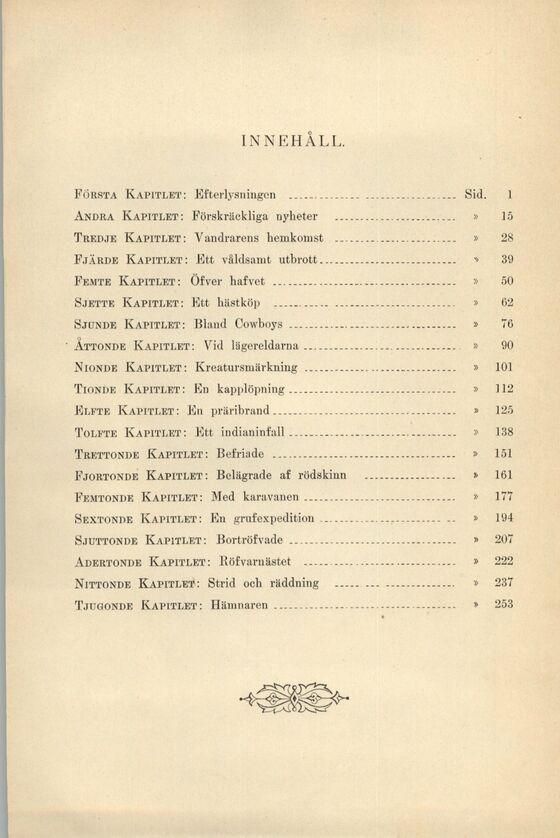 INNEHÅLL.
FÖRSTA KAPITLET: Efterlysningen Sid. 1
ANDRA KAPITLET: Förskräckliga nyheter » 15
TREDJE KAPITLET: Vandrarens hemkomst » 28
FJÄRDE KAPITLET: Ett våldsamt utbrott » 39
FEMTE KAPITLET: Öfver hafvet » 50
SJETTE KAPITLET: Ett hästköp » 62
SJUNDE KAPITLET: Bland Cowboys » 76
ÅTTONDE KAPITLET: Vid lägereldarna » 90
NIONDE KAPITLET: Kreatursmärkning » 101
TIONDE KAPITLET: En kapplöpning » 112
ELFTE KAPITLET: En präribrand » 125
TOLFTE KAPITLET: Ett indianinfall » 138
TRETTONDE KAPITLET: Befriade » 151
FJORTONDE KAPITLET: Belägrade af rödskinn » 161
FEMTONDE KAPITLET: Med karavanen » 177
SEXTONDE KAPITLET: En grufexpedition » 194
SJUTTONDE KAPITLET: Bortröfvade » 207
ADERTONDE KAPITLET: Röfvarnästet » 222
NITTONDE KAPITLET: Strid och räddning » 237
TJUGONDE KAPITLET: Hämnaren » 253